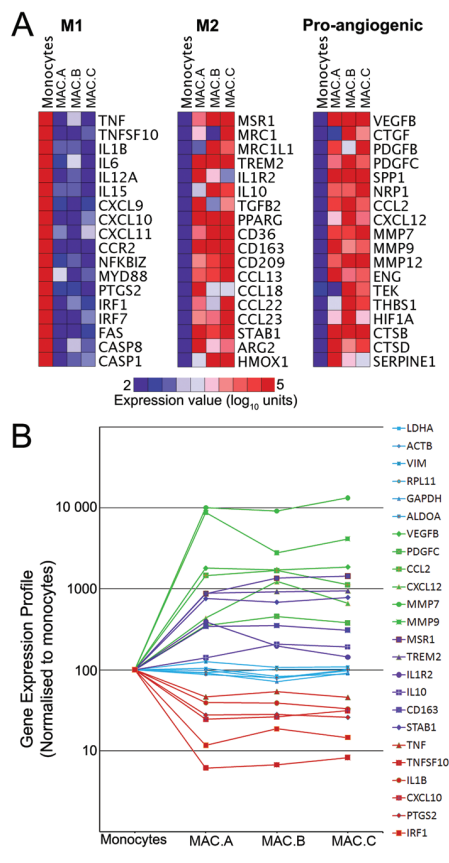 A
M1
M2
Pro-angiogenic
Monocytes
MAC.A
MAC.B
MAC.C
Monocytes
MAC.A
MAC.B
MAC.C
Monocytes
MAC.A
MAC.B
MAC.C
TNF
TNFSF10
IL1B
IL6
IL12A
IL15
CXCL9
CXCL10
CXCL11
CCR2
NFKBIZ
MYD88
PTGS2
IRF1
IRF7
FAS
CASP8
CASP1
MSR1
MRC1
MRC1L1
TREM2
IL1R2
IL10
TGFB2
PPARG
CD36
CD163
CD209
CCL13
CCL18
CCL22
CCL23
STAB1
ARG2
HMOX1
VEGFB
CTGF
PDGFB
PDGFC
SPP1
NRP1
CCL2
CXCL12
MMP7
MMP9
MMP12
ENG
TEK
THBS1
HIF1A
CTSB
CTSD
SERPINE1
2
5
Expression value (log10 units)
B
Gene Expression Profile
(Normalised to monocytes)
10 000
1000
100
10
Monocytes
MAC.A
MAC.B
MAC.C
LDHA
ACTB
VIM
RPL11
GAPDH
ALDOA
VEGFB
PDGFC
CCL2
CXCL12
MMP7
MMP9
MSR1
TREM2
IL1R2
IL10
CD163
STAB1
TNF
TNFSF10
IL1B
CXCL10
PTGS2
IRF1